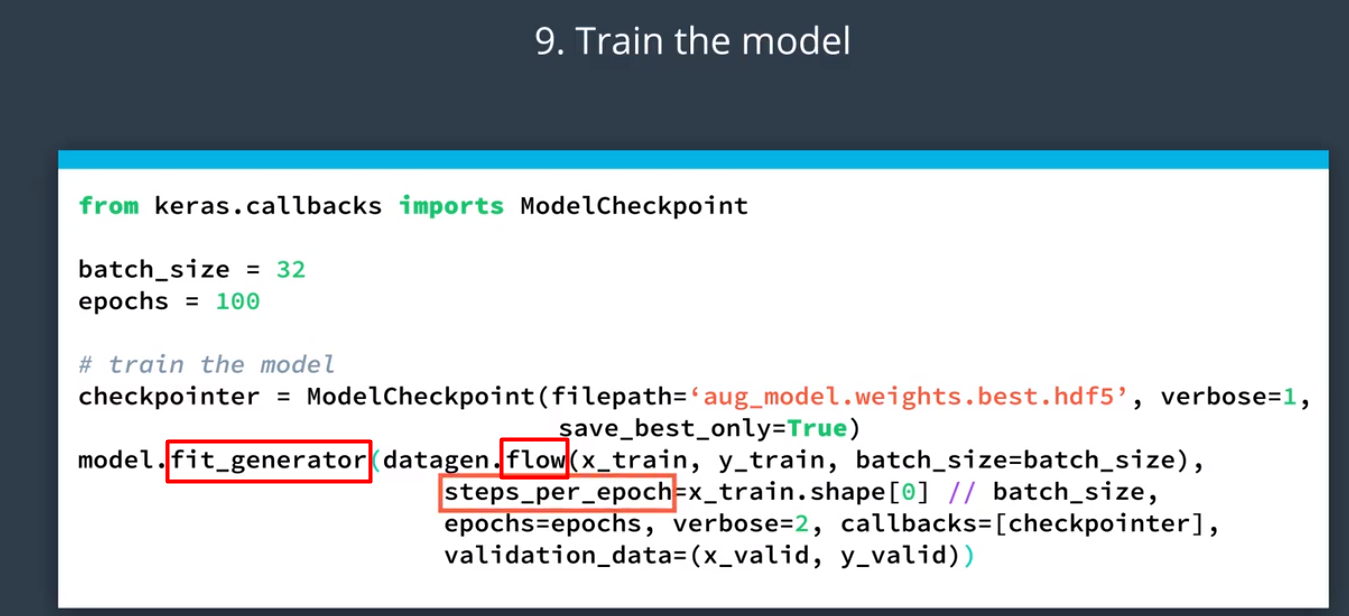 9. Train the model
from keras.callbacks imports ModelCheckpoint
batch_size = 32
epochs = 100
# train the model
checkpointer = ModelCheckpoint(filepath=‘aug_model.weights.best.hdf5’, verbose=1,
save_best_only=True)
model.fit_generator(datagen.flow(x_train, y_train, batch_size=batch_size),
steps_per_epoch=x_train.shape[0] // batch_size,
epochs=epochs, verbose=2, callbacks=[checkpointer],
validation_data=(x_valid, y_valid))